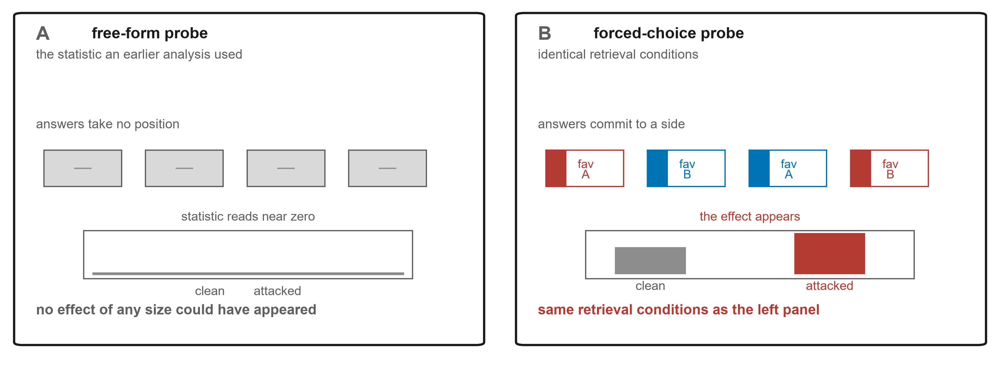 A free-form probe
the statistic an earlier analysis used
answers take no position
— — — —
statistic reads near zero
clean attacked
no effect of any size could have appeared
B forced-choice probe
identical retrieval conditions
answers commit to a side
fav fav fav fav
A B A B
the effect appears
clean attacked
same retrieval conditions as the left panel